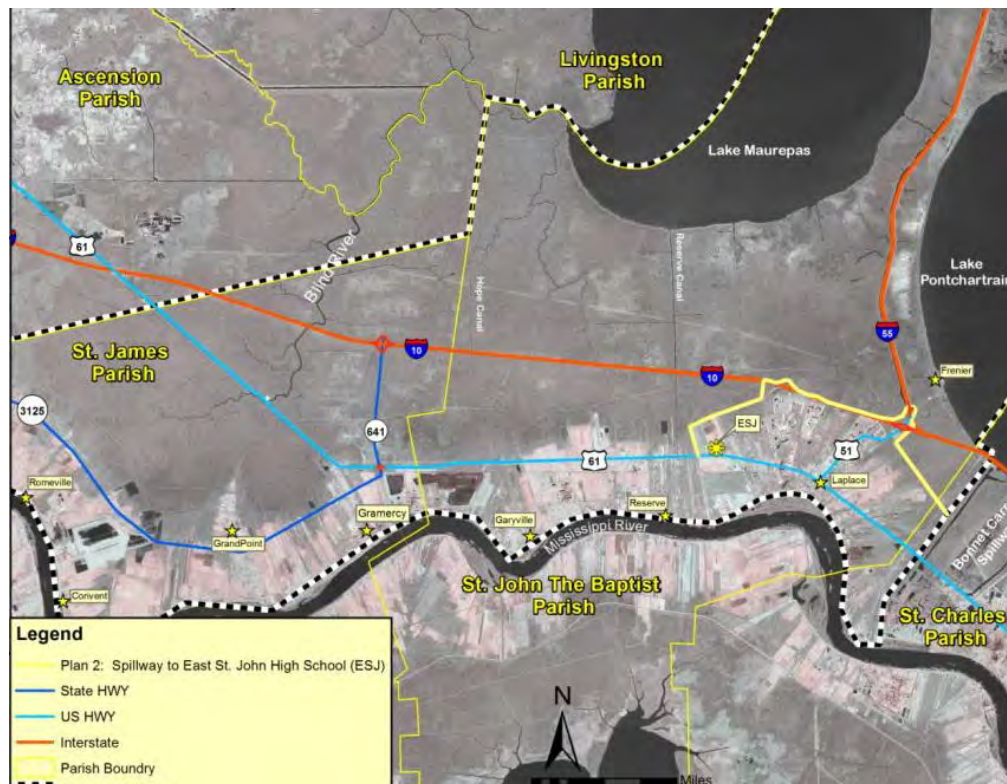 Ascension
Parish
Livingston
Parish
Lake Maurepas
61
Blind River
Hope Canal
Reserve Canal
Lake
Pontchartrain
St. James
Parish
10
10
55
Frenier
3125
641
ESJ
61
51
Romeville
Laplace
GrandPoint
Gramercy
Garyville
Reserve
Mississippi River
Bonnet Carre
Spillway
Convent
St. John The Baptist
Parish
St. Charles
Parish
Legend
Plan 2: Spillway to East St. John High School (ESJ)
State HWY
US HWY
Interstate
Parish Boundry
N
Miles